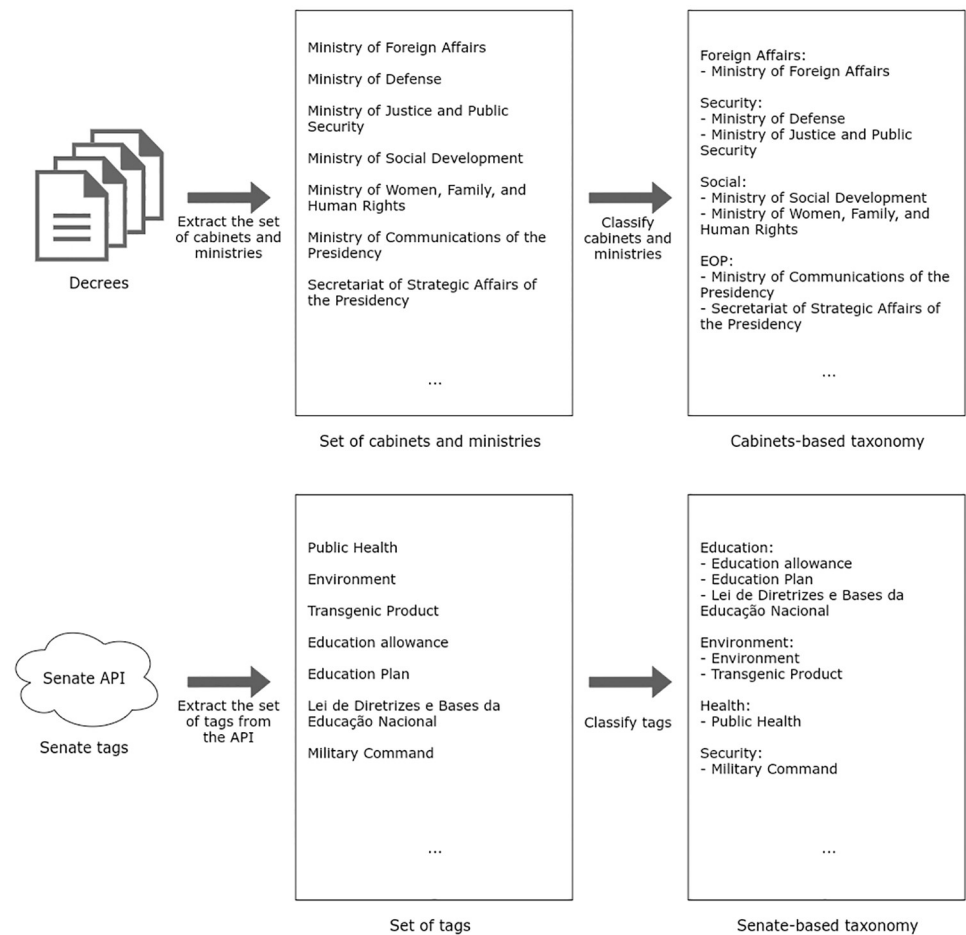 Decrees
Extract the set
of cabinets and
ministries
Ministry of Foreign Affairs
Ministry of Defense
Ministry of Justice and Public
Security
Ministry of Social Development
Ministry of Women, Family, and
Human Rights
Ministry of Communications of the
Presidency
Secretariat of Strategic Affairs of
the Presidency
...
Set of cabinets and ministries
Classify
cabinets and
ministries
Foreign Affairs:
- Ministry of Foreign Affairs
Security:
- Ministry of Defense
- Ministry of Justice and Public
Security
Social:
- Ministry of Social Development
- Ministry of Women, Family, and
Human Rights
EOP:
- Ministry of Communications of the
Presidency
- Secretariat of Strategic Affairs of
the Presidency
...
Cabinets-based taxonomy
Senate API
Senate tags
Extract the set
of tags from
the API
Public Health
Environment
Transgenic Product
Education allowance
Education Plan
Lei de Diretrizes e Bases da
Educação Nacional
Military Command
...
Set of tags
Classify tags
Education:
- Education allowance
- Education Plan
- Lei de Diretrizes e Bases da
Educação Nacional
Environment:
- Environment
- Transgenic Product
Health:
- Public Health
Security:
- Military Command
...
Senate-based taxonomy